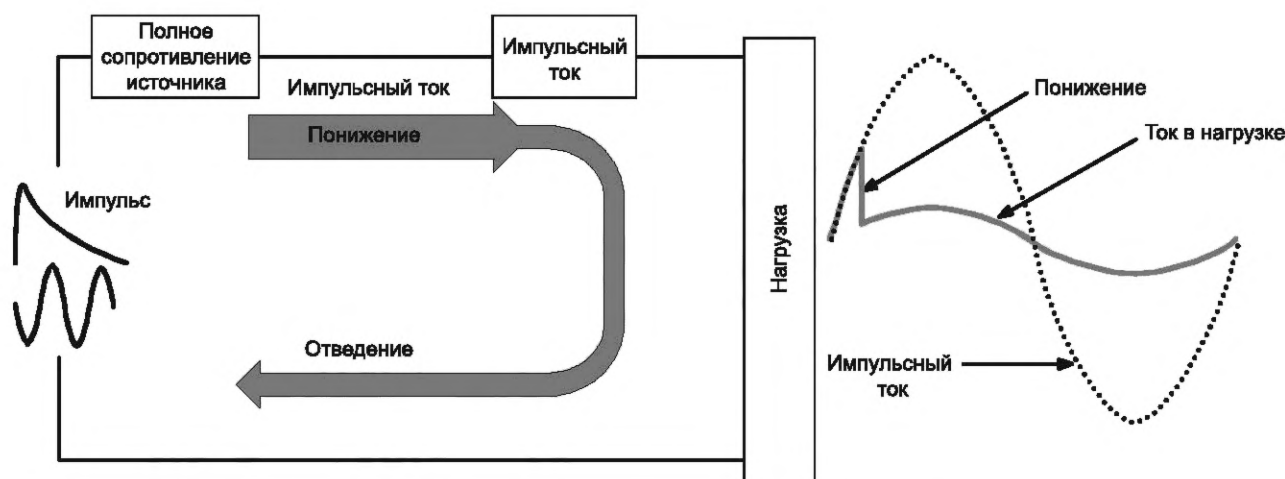 Полное
сопротивление
источника
Импульсный
ток
Импульсный ток
Понижение
Импульс
Отведение
Нагрузка
Понижение
Ток в нагрузке
Импульсный
ток